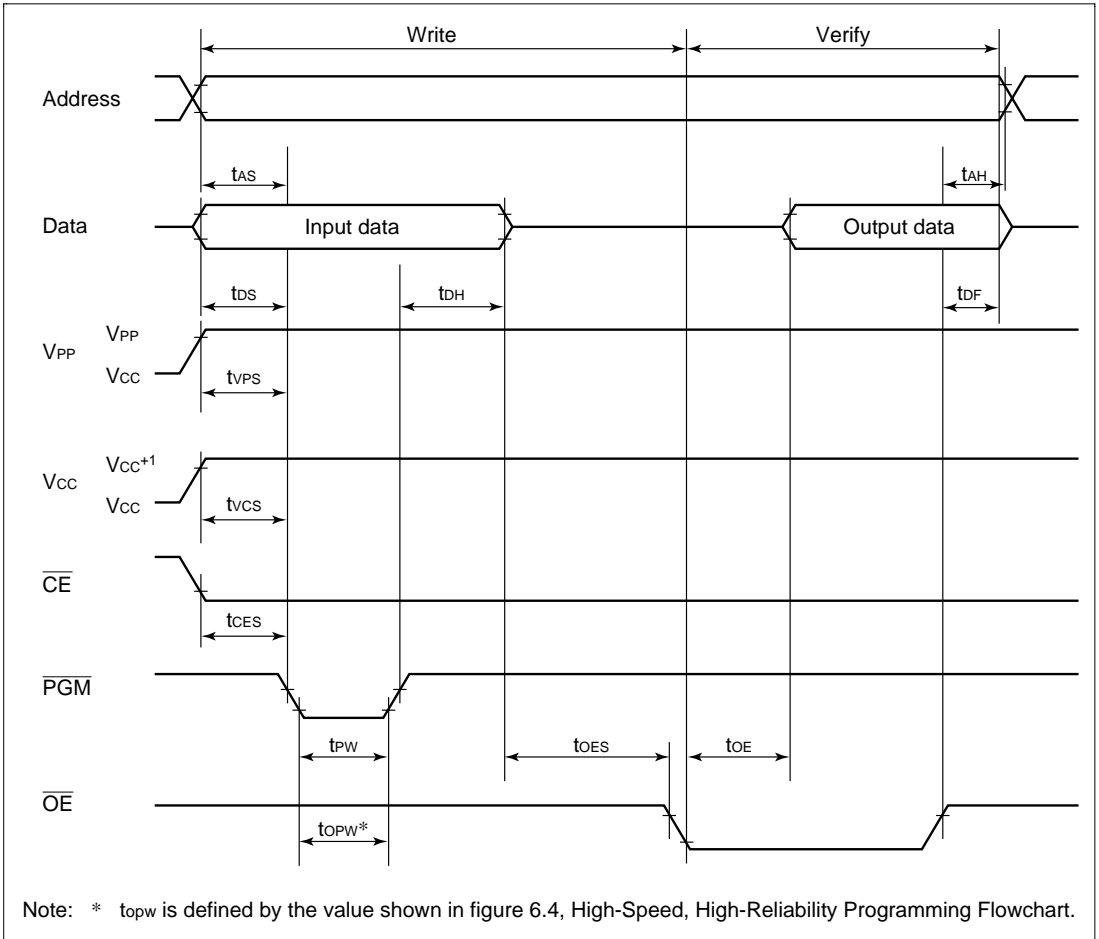 Write Verify
Address
tAS tAH
Data Input data Output data
tDS tDH tDF
VPP VPP
VCC
tVPS
VCC VCC+1
VCC
tVCS
CE
tCES
PGM
tPW tOES tOE
OE
tOPW*
Note: * topw is defined by the value shown in figure 6.4, High-Speed, High-Reliability Programming Flowchart.